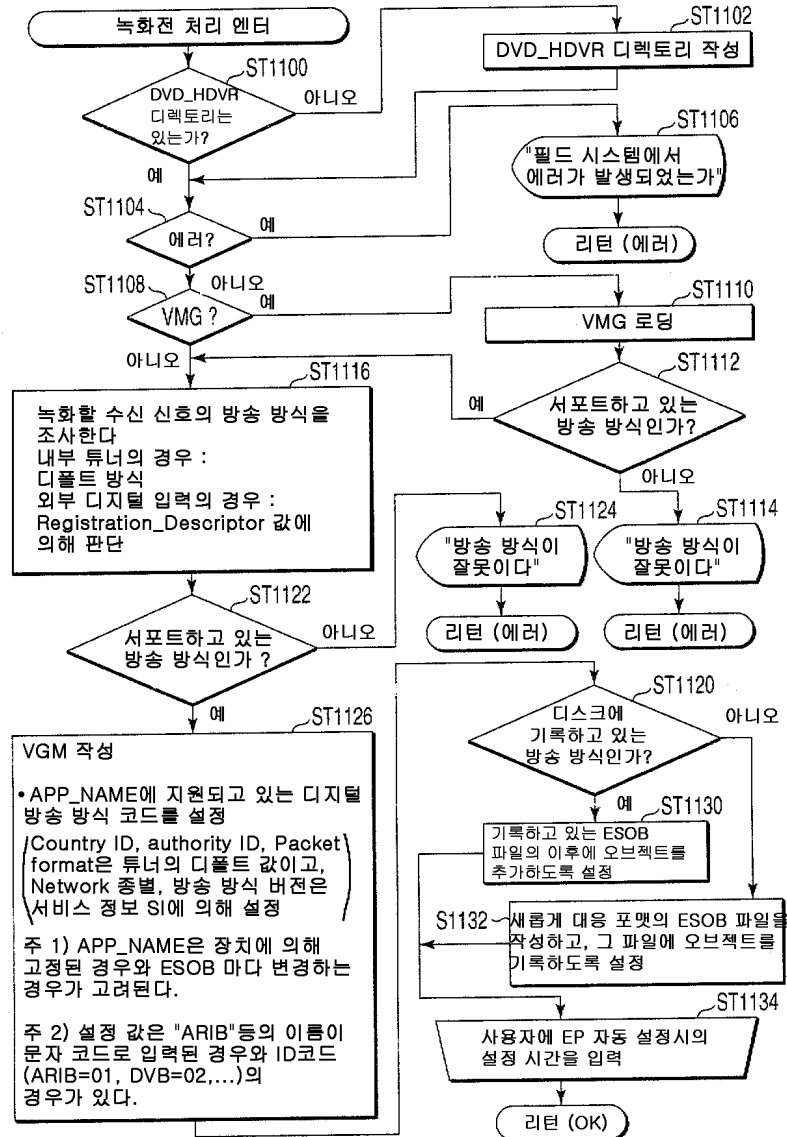 녹화전 처리 엔터
ST1100
DVD_HDVR
디렉토리는
있는가?
아니오
예
ST1102
DVD_HDVR 디렉토리 작성
ST1104
에러?
예
아니오
ST1106
"필드 시스템에서
에러가 발생되었는가"
리턴 (에러)
ST1108
VMG ?
예
아니오
ST1110
VMG 로딩
ST1112
서포트하고 있는
방송 방식인가?
예
아니오
ST1116
녹화할 수신 신호의 방송 방식을
조사한다
내부 튜너의 경우 :
디폴트 방식
외부 디지털 입력의 경우 :
Registration_Descriptor 값에
의해 판단
ST1124
"방송 방식이
잘못이다"
리턴 (에러)
ST1114
"방송 방식이
잘못이다"
리턴 (에러)
ST1122
서포트하고 있는
방송 방식인가 ?
아니오
예
ST1126
VGM 작성
• APP_NAME에 지원되고 있는 디지털
방송 방식 코드를 설정
(Country ID, authority ID, Packet
format은 튜너의 디폴트 값이고,
Network 종별, 방송 방식 버전은
서비스 정보 SI에 의해 설정)
주 1) APP_NAME은 장치에 의해
고정된 경우와 ESOB 마다 변경하는
경우가 고려된다.
주 2) 설정 값은 "ARIB"등의 이름이
문자 코드로 입력된 경우와 ID코드
(ARIB=01, DVB=02,...)의
경우가 있다.
ST1120
디스크에
기록하고 있는
방송 방식인가?
아니오
예
ST1130
기록하고 있는 ESOB
파일의 이후에 오브젝트를
추가하도록 설정
S1132
새롭게 대응 포맷의 ESOB 파일을
작성하고, 그 파일에 오브젝트를
기록하도록 설정
ST1134
사용자에 EP 자동 설정시의
설정 시간을 입력
리턴 (OK)